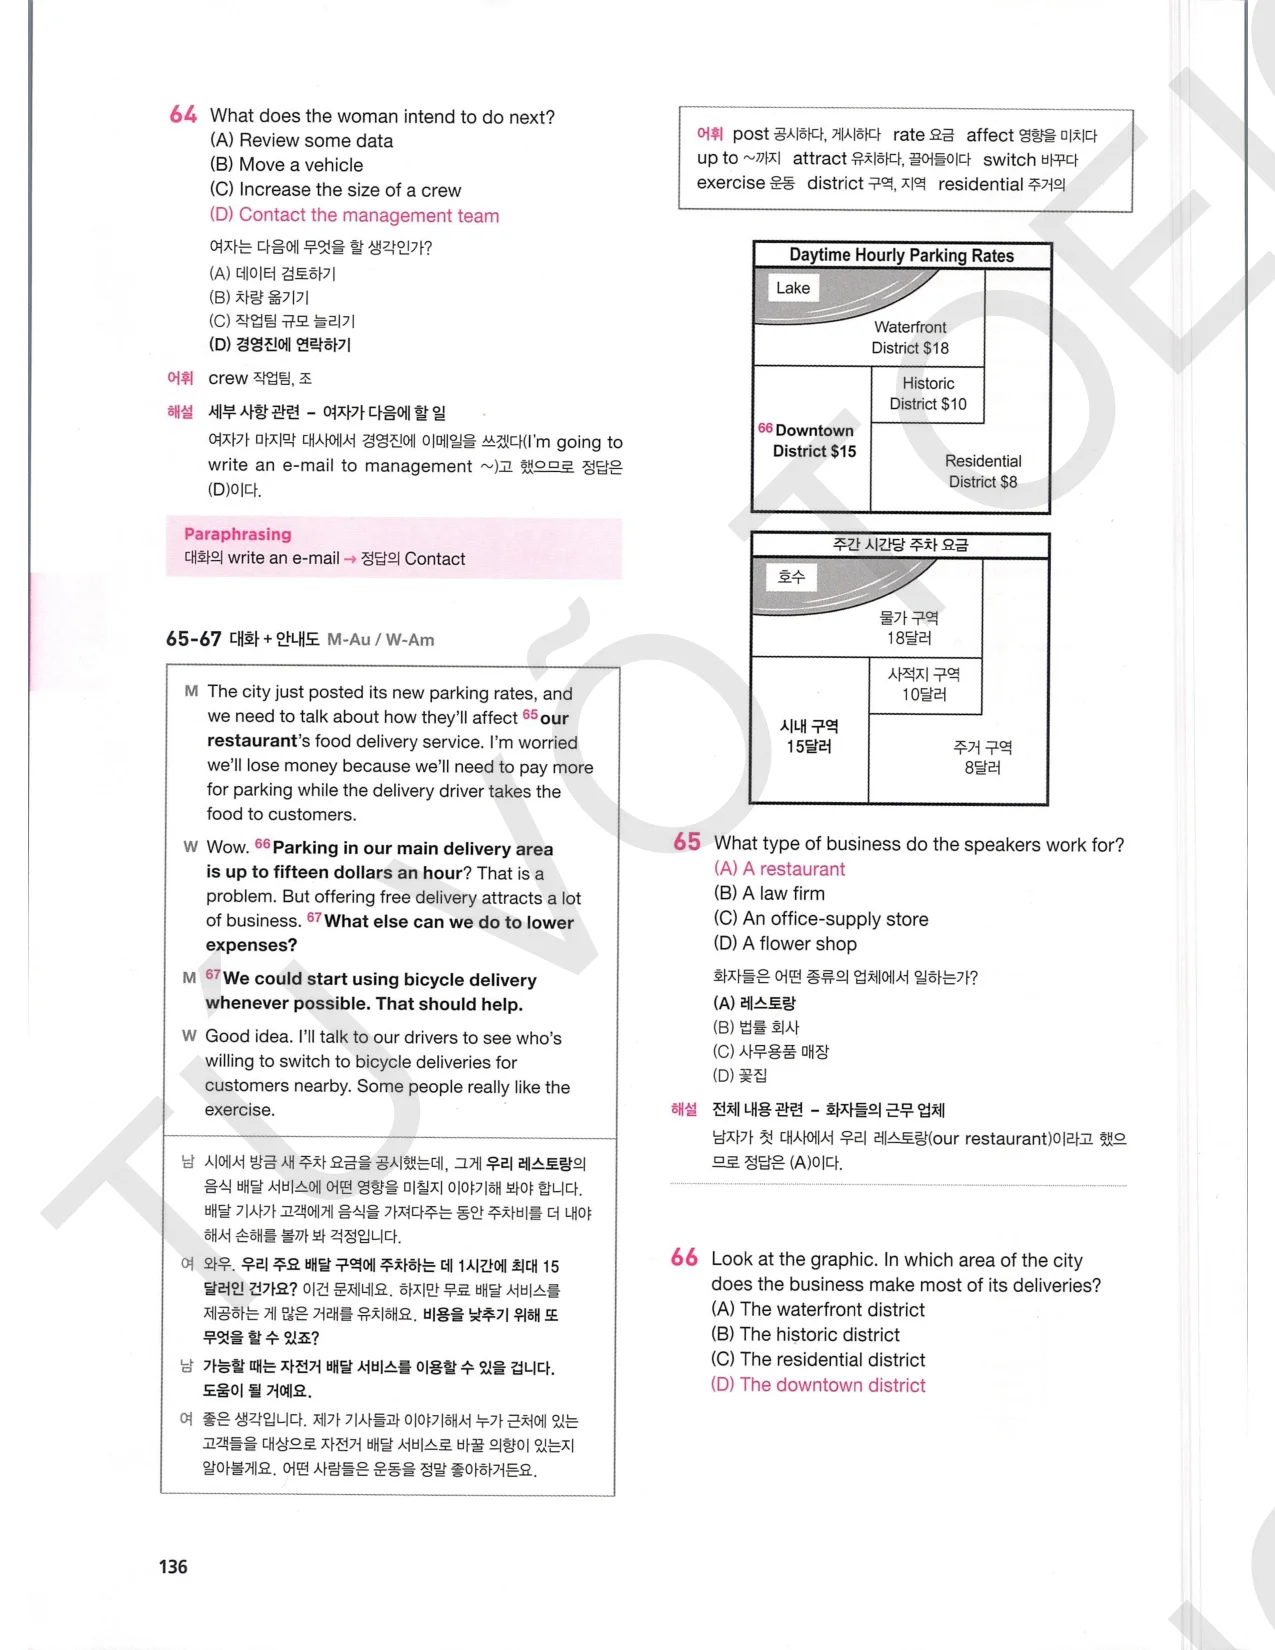 64 What does the woman intend to do next?
(A) Review some data
(B) Move a vehicle
(C) Increase the size of a crew
(D) Contact the management team
여자는 다음에 무엇을 할 생각인가?
(A) 데이터 검토하기
(B) 차량 옮기기
(C) 작업팀 규모 늘리기
(D) 경영진에 연락하기
어휘 crew 작업팀, 조
해설 세부 사항 관련 - 여자가 다음에 할 일
여자가 마지막 대사에서 경영진에 이메일을 쓰겠다(I'm going to
write an e-mail to management ~)고 했으므로 정답은
(D)이다.
Paraphrasing
대화의 write an e-mail → 정답의 Contact
65-67 대화 + 안내도 M-Au / W-Am
M The city just posted its new parking rates, and
we need to talk about how they'll affect 65 our
restaurant's food delivery service. I'm worried
we'll lose money because we'll need to pay more
for parking while the delivery driver takes the
food to customers.
W Wow. 66 Parking in our main delivery area
is up to fifteen dollars an hour? That is a
problem. But offering free delivery attracts a lot
of business. 67 What else can we do to lower
expenses?
M 67 We could start using bicycle delivery
whenever possible. That should help.
W Good idea. I'll talk to our drivers to see who's
willing to switch to bicycle deliveries for
customers nearby. Some people really like the
exercise.
남 시에서 방금 새 주차 요금을 공시했는데, 그게 우리 레스토랑의
음식 배달 서비스에 어떤 영향을 미칠지 이야기해 봐야 합니다.
배달 기사가 고객에게 음식을 가져다주는 동안 주차비를 더 내야
해서 손해를 볼까 봐 걱정입니다.
여 와우. 우리 주요 배달 구역에 주차하는 데 1시간에 최대 15
달러인 건가요? 이건 문제네요. 하지만 무료 배달 서비스를
제공하는 게 많은 거래를 유치해요. 비용을 낮추기 위해 또
무엇을 할 수 있죠?
남 가능할 때는 자전거 배달 서비스를 이용할 수 있을 겁니다.
도움이 될 거예요.
여 좋은 생각입니다. 제가 기사들과 이야기해서 누가 근처에 있는
고객들을 대상으로 자전거 배달 서비스로 바꿀 의향이 있는지
알아볼게요. 어떤 사람들은 운동을 정말 좋아하거든요.
136
어휘 post 공시하다, 게시하다 rate 요금 affect 영향을 미치다
up to ~까지 attract 유치하다, 끌어들이다 switch 바꾸다
exercise 운동 district 구역, 지역 residential 주거의
Daytime Hourly Parking Rates
Lake
Waterfront
District $18
Historic
District $10
66 Downtown
District $15
Residential
District $8
주간 시간당 주차 요금
호수
물가 구역
18달러
사적지 구역
10달러
시내 구역
15달러
주거 구역
8달러
65 What type of business do the speakers work for?
(A) A restaurant
(B) A law firm
(C) An office-supply store
(D) A flower shop
화자들은 어떤 종류의 업체에서 일하는가?
(A) 레스토랑
(B) 법률 회사
(C) 사무용품 매장
(D) 꽃집
해설 전체 내용 관련 - 화자들의 근무 업체
남자가 첫 대사에서 우리 레스토랑(our restaurant)이라고 했으
므로 정답은 (A)이다.
66 Look at the graphic. In which area of the city
does the business make most of its deliveries?
(A) The waterfront district
(B) The historic district
(C) The residential district
(D) The downtown district
TÚ VÕ TOEIC